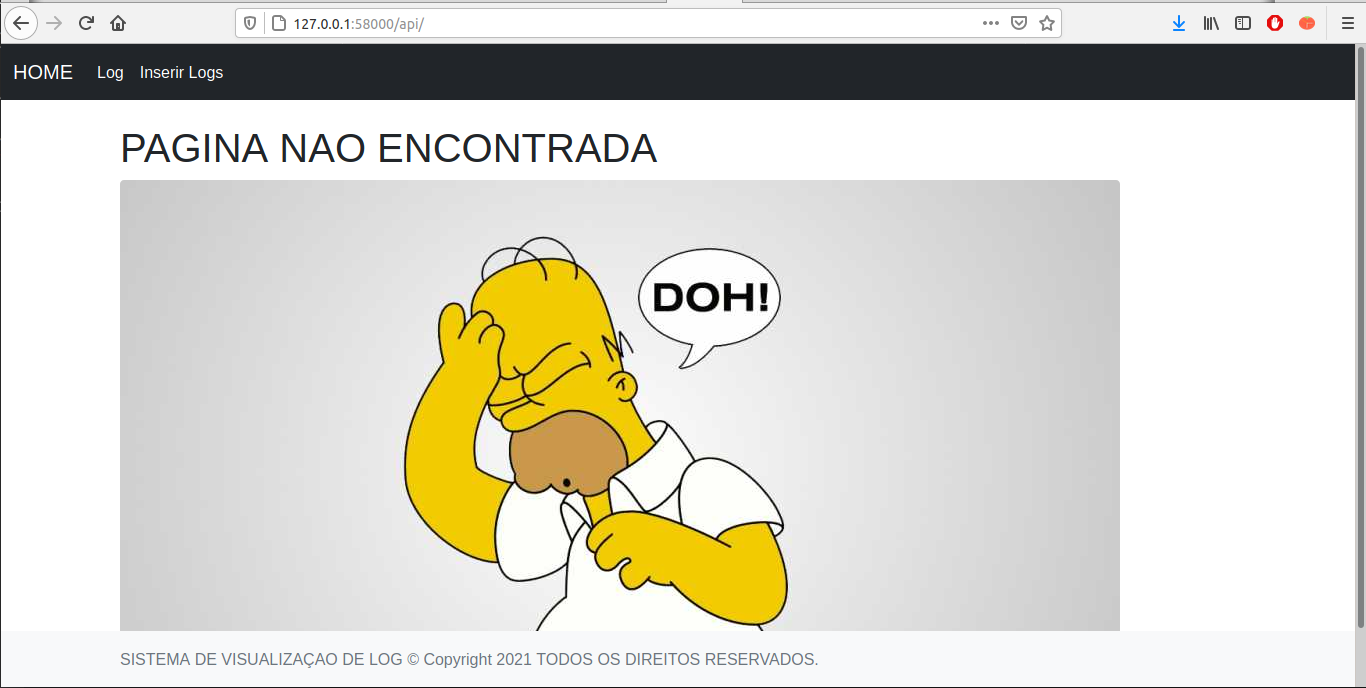 127.0.0.1:58000/api/
HOME Log Inserir Logs
PAGINA NAO ENCONTRADA
DOH!
SISTEMA DE VISUALIZAÇAO DE LOG © Copyright 2021 TODOS OS DIREITOS RESERVADOS.